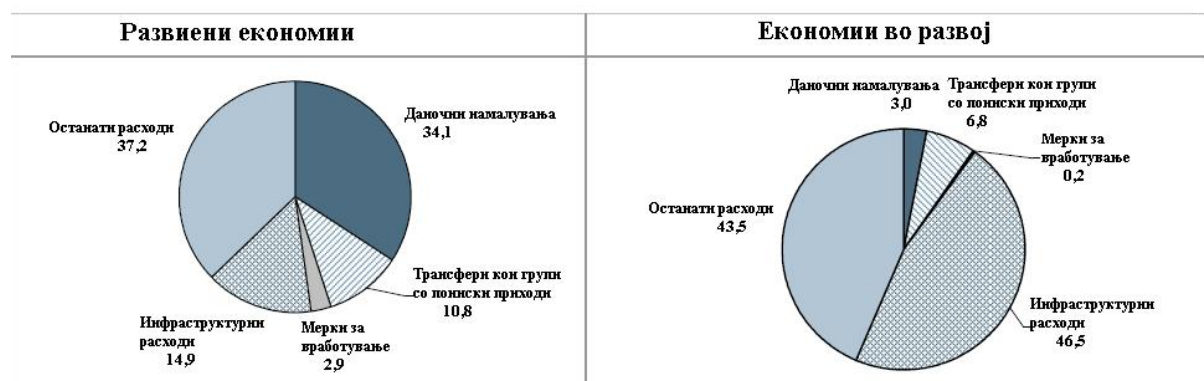 Развиени економии
Економии во развој
Останати расходи
37,2
Даночни намалувања
34,1
Трансфери кон групи
со пониски приходи
10,8
Мерки за
вработување
2,9
Инфраструктурни
расходи
14,9
Даночни намалувања
3,0
Трансфери кон групи
со пониски приходи
6,8
Мерки за
вработување
0,2
Останати расходи
43,5
Инфраструктурни
расходи
46,5